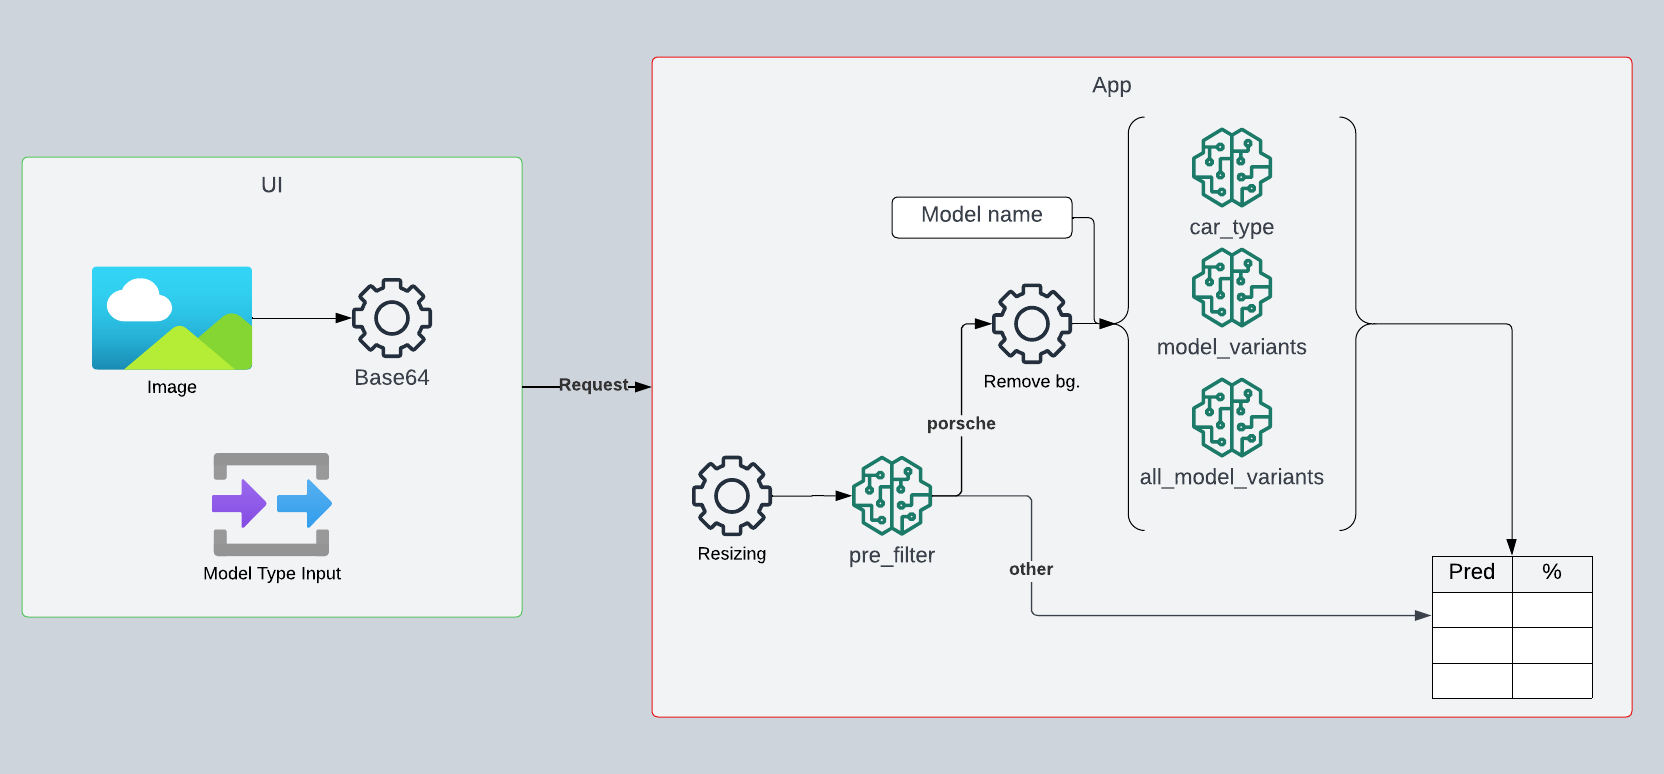 UI
Image
Base64
Model Type Input
Request
App
Model name
car_type
model_variants
all_model_variants
Remove bg.
porsche
Resizing
pre_filter
other
Pred %